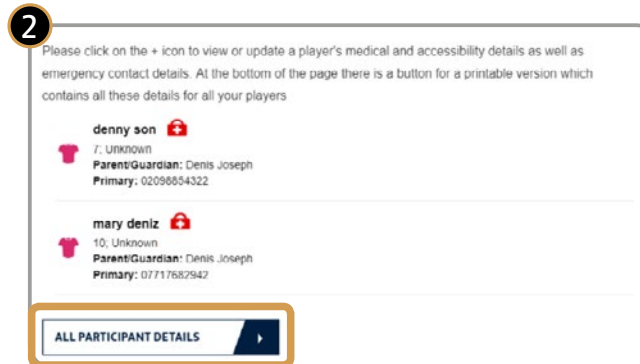 2
Please click on the + icon to view or update a player's medical and accessibility details as well as
emergency contact details. At the bottom of the page there is a button for a printable version which
contains all these details for all your players
denny son
7; Unknown
Parent/Guardian: Denis Joseph
Primary: 02098854322
mary deniz
10; Unknown
Parent/Guardian: Denis Joseph
Primary: 07717682942
ALL PARTICIPANT DETAILS